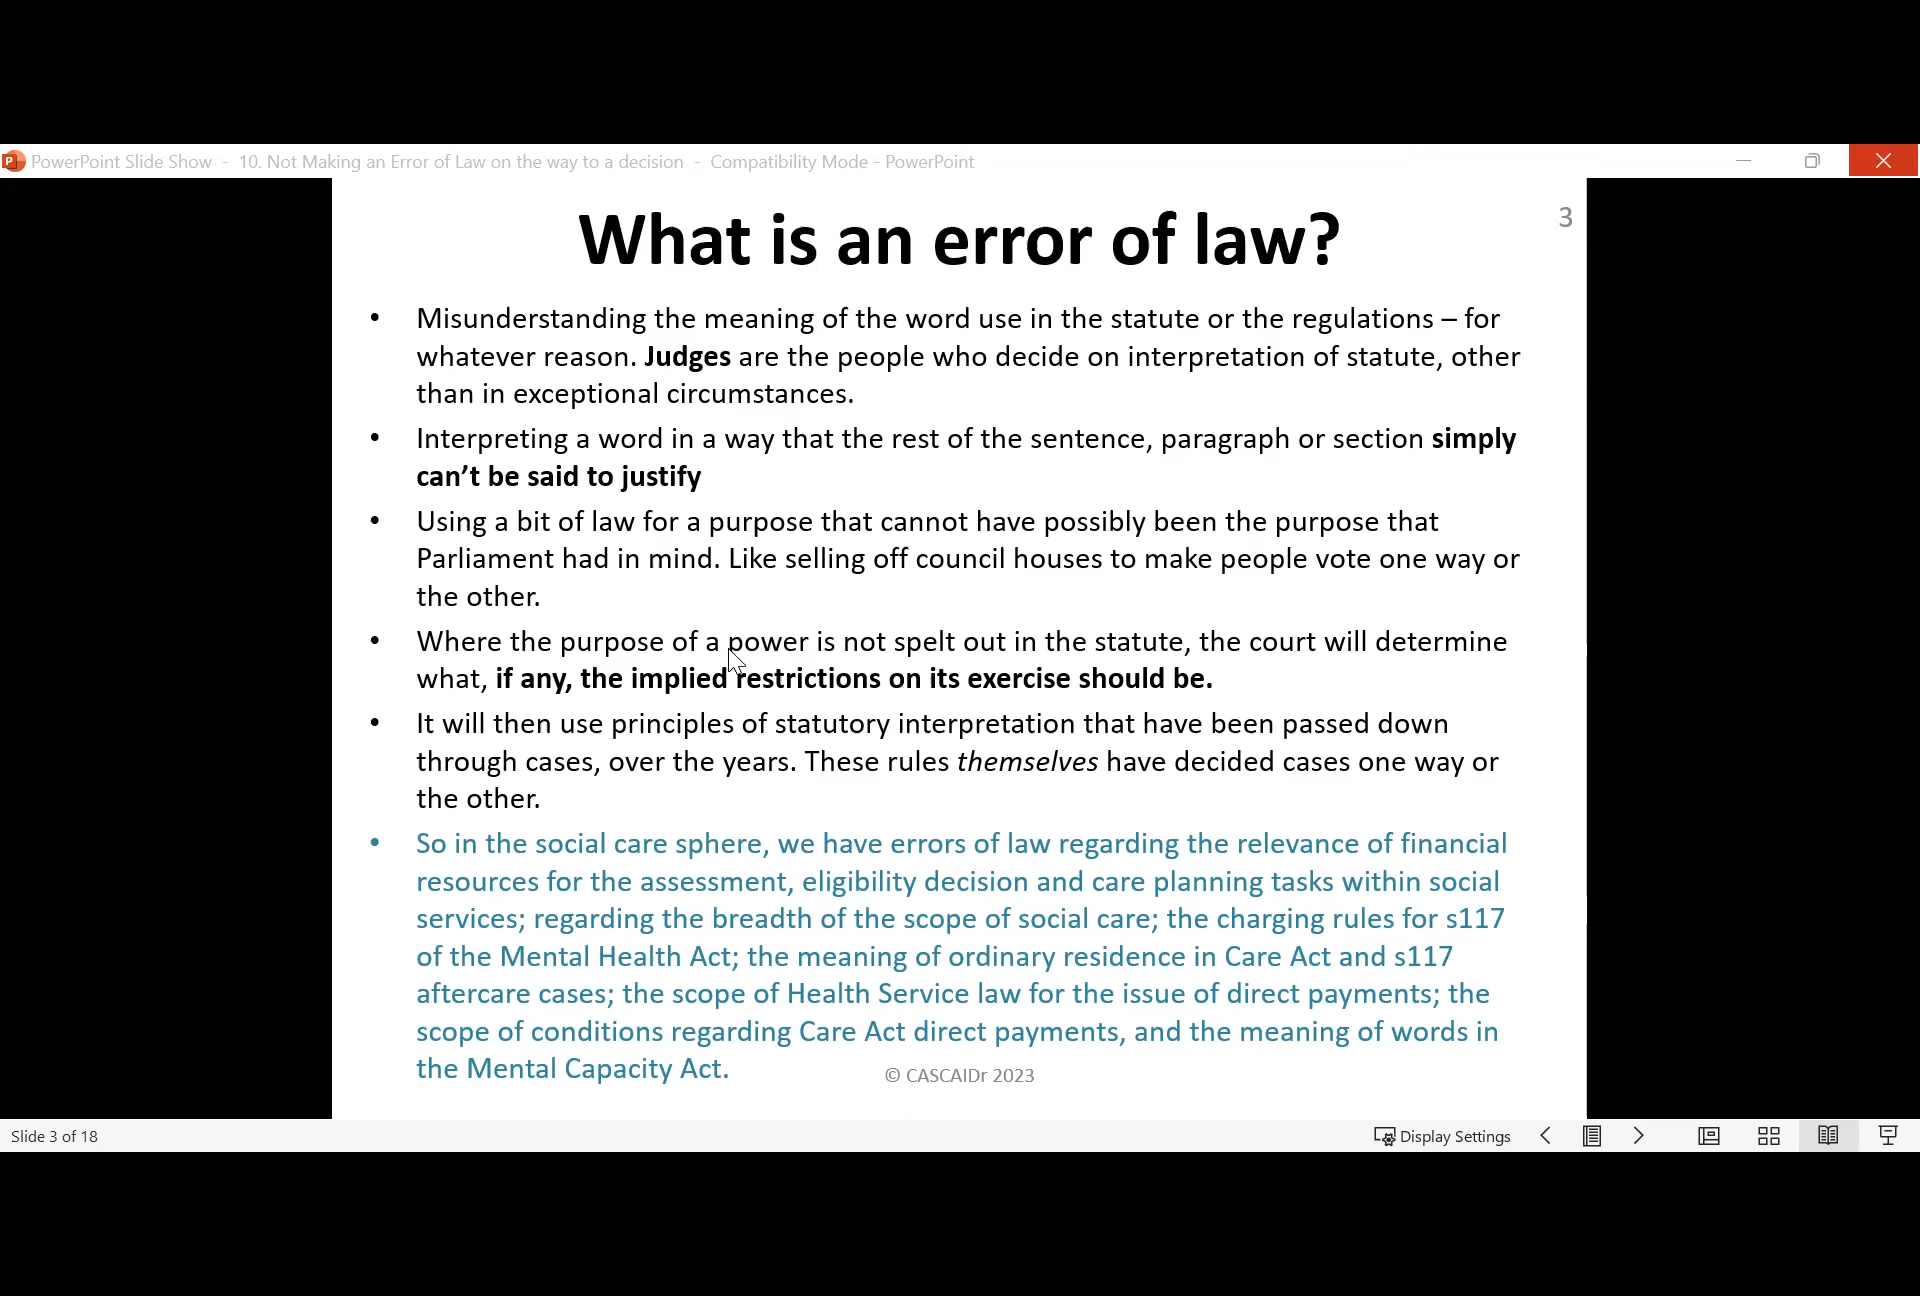 PowerPoint Slide Show - 10. Not Making an Error of Law on the way to a decision - Compatibility Mode - PowerPoint
What is an error of law?
3
• Misunderstanding the meaning of the word use in the statute or the regulations – for
whatever reason. Judges are the people who decide on interpretation of statute, other
than in exceptional circumstances.
• Interpreting a word in a way that the rest of the sentence, paragraph or section simply
can’t be said to justify
• Using a bit of law for a purpose that cannot have possibly been the purpose that
Parliament had in mind. Like selling off council houses to make people vote one way or
the other.
• Where the purpose of a power is not spelt out in the statute, the court will determine
what, if any, the implied restrictions on its exercise should be.
• It will then use principles of statutory interpretation that have been passed down
through cases, over the years. These rules themselves have decided cases one way or
the other.
• So in the social care sphere, we have errors of law regarding the relevance of financial
resources for the assessment, eligibility decision and care planning tasks within social
services; regarding the breadth of the scope of social care; the charging rules for s117
of the Mental Health Act; the meaning of ordinary residence in Care Act and s117
aftercare cases; the scope of Health Service law for the issue of direct payments; the
scope of conditions regarding Care Act direct payments, and the meaning of words in
the Mental Capacity Act.
© CASCAIDr 2023
Slide 3 of 18
Display Settings